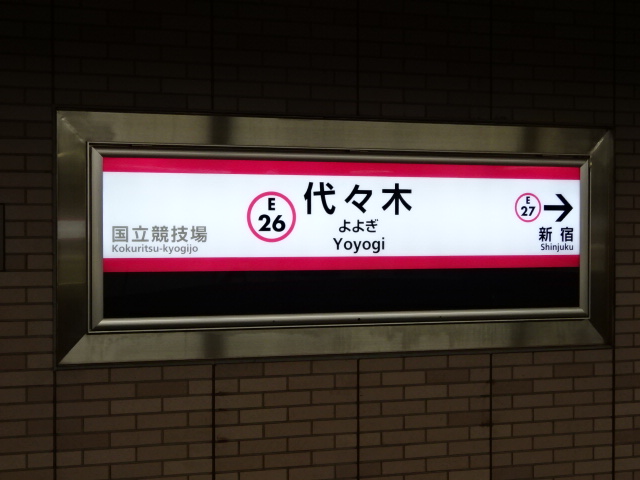 国立競技場
Kokuritsu-kyogijo
E
26
代々木
よよぎ
Yoyogi
E
27
新宿
Shinjuku